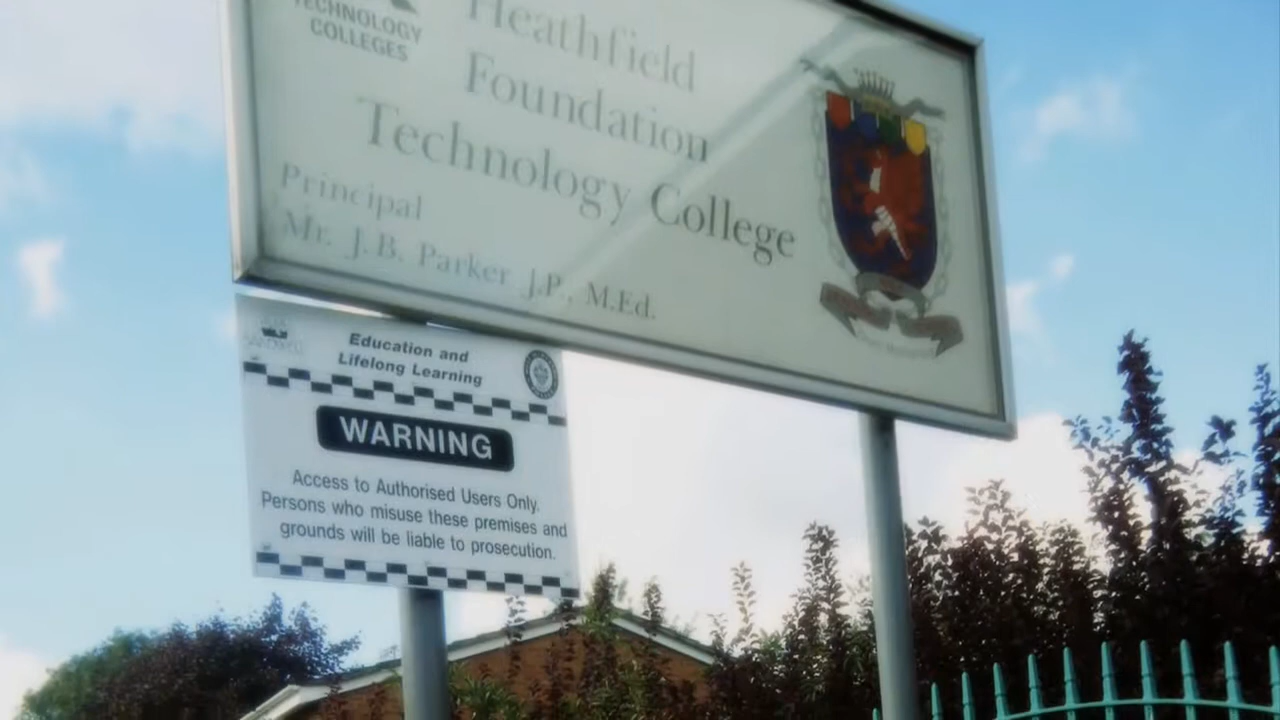 TECHNOLOGY
COLLEGES
Heathfield
Foundation
Technology College
Principal
Mr. J.B. Parker J.P., M.Ed.
Education and
Lifelong Learning
WARNING
Access to Authorised Users Only.
Persons who misuse these premises and
grounds will be liable to prosecution.